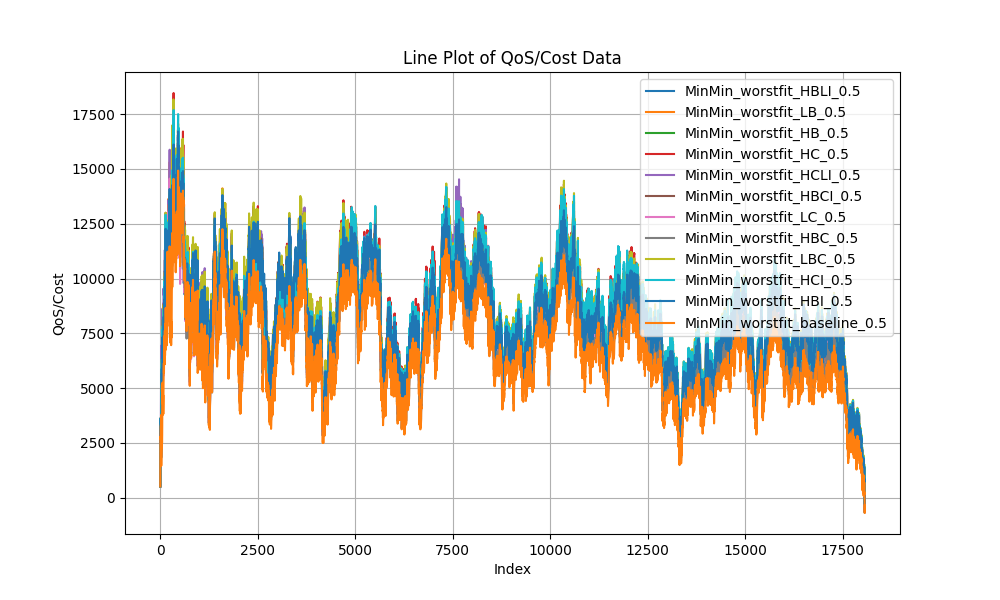 Line Plot of QoS/Cost Data
QoS/Cost
17500
15000
12500
10000
7500
5000
2500
0
MinMin_worstfit_HBLI_0.5
MinMin_worstfit_LB_0.5
MinMin_worstfit_HB_0.5
MinMin_worstfit_HC_0.5
MinMin_worstfit_HCLI_0.5
MinMin_worstfit_HBCI_0.5
MinMin_worstfit_LC_0.5
MinMin_worstfit_HBC_0.5
MinMin_worstfit_LBC_0.5
MinMin_worstfit_HCI_0.5
MinMin_worstfit_HBI_0.5
MinMin_worstfit_baseline_0.5
0 2500 5000 7500 10000 12500 15000 17500
Index